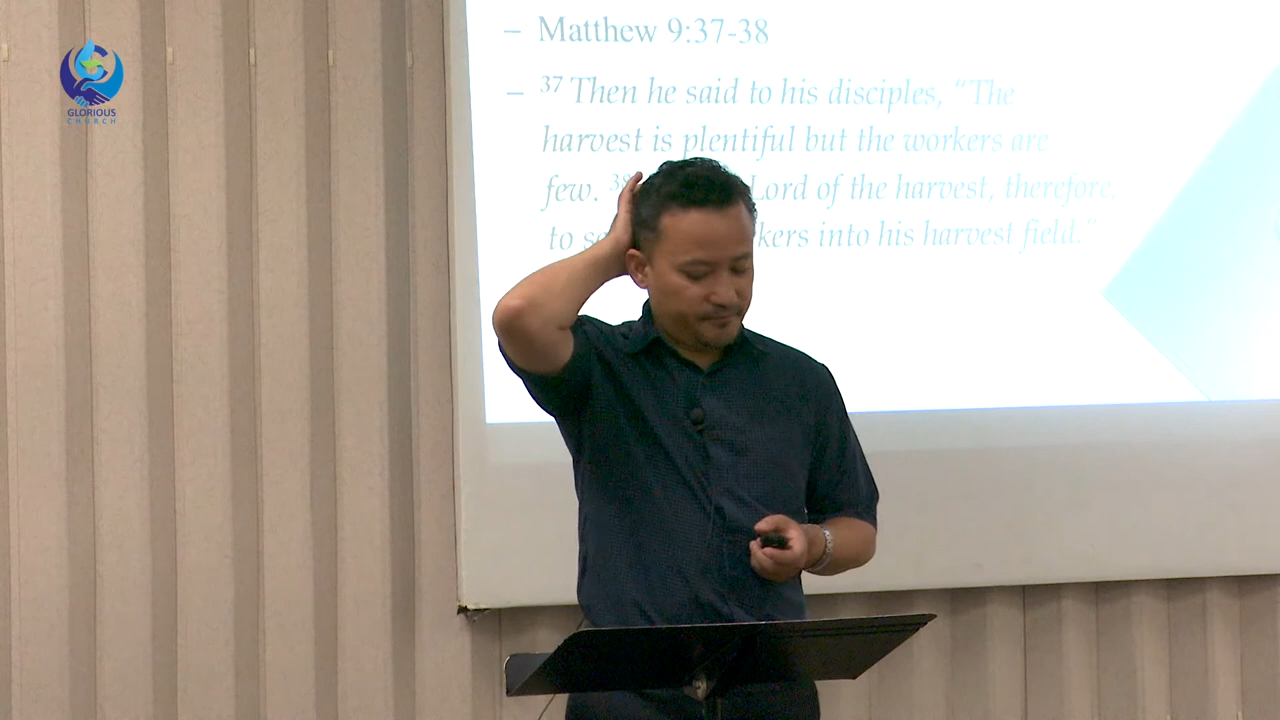 GLORIOUS
CHURCH
– Matthew 9:37-38
– 37 Then he said to his disciples, “The
harvest is plentiful but the workers are
few. 38 Lord of the harvest, therefore,
to into his harvest field.”